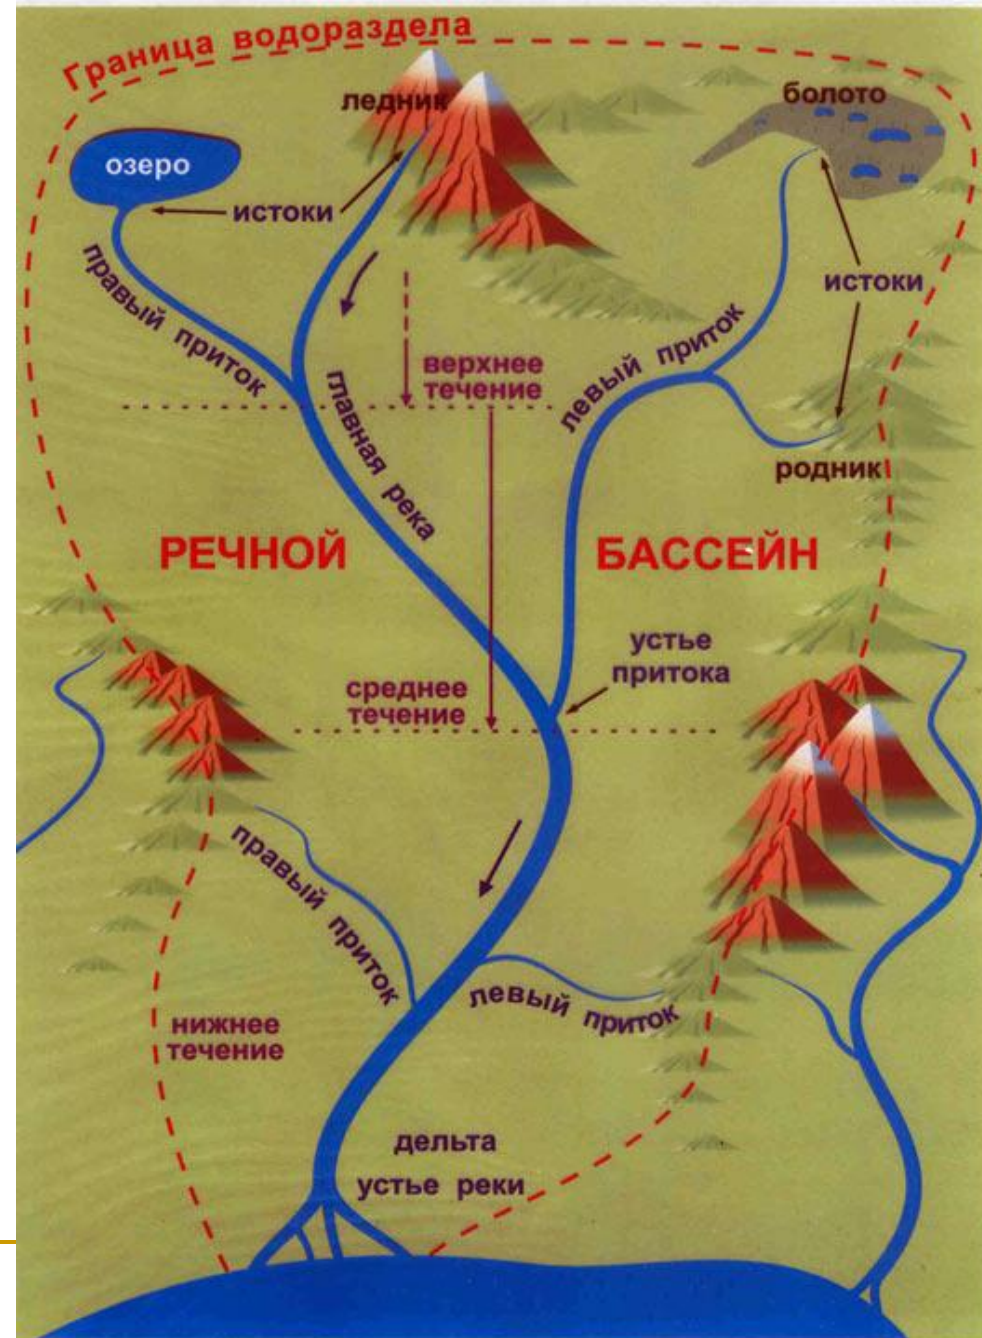 Граница водораздела
ледник
болото
озеро
истоки
истоки
правый приток
левый приток
верхнее
течение
главная река
родник
РЕЧНОЙ БАССЕЙН
устье
притока
среднее
течение
правый приток
левый приток
нижнее
течение
дельта
устье реки